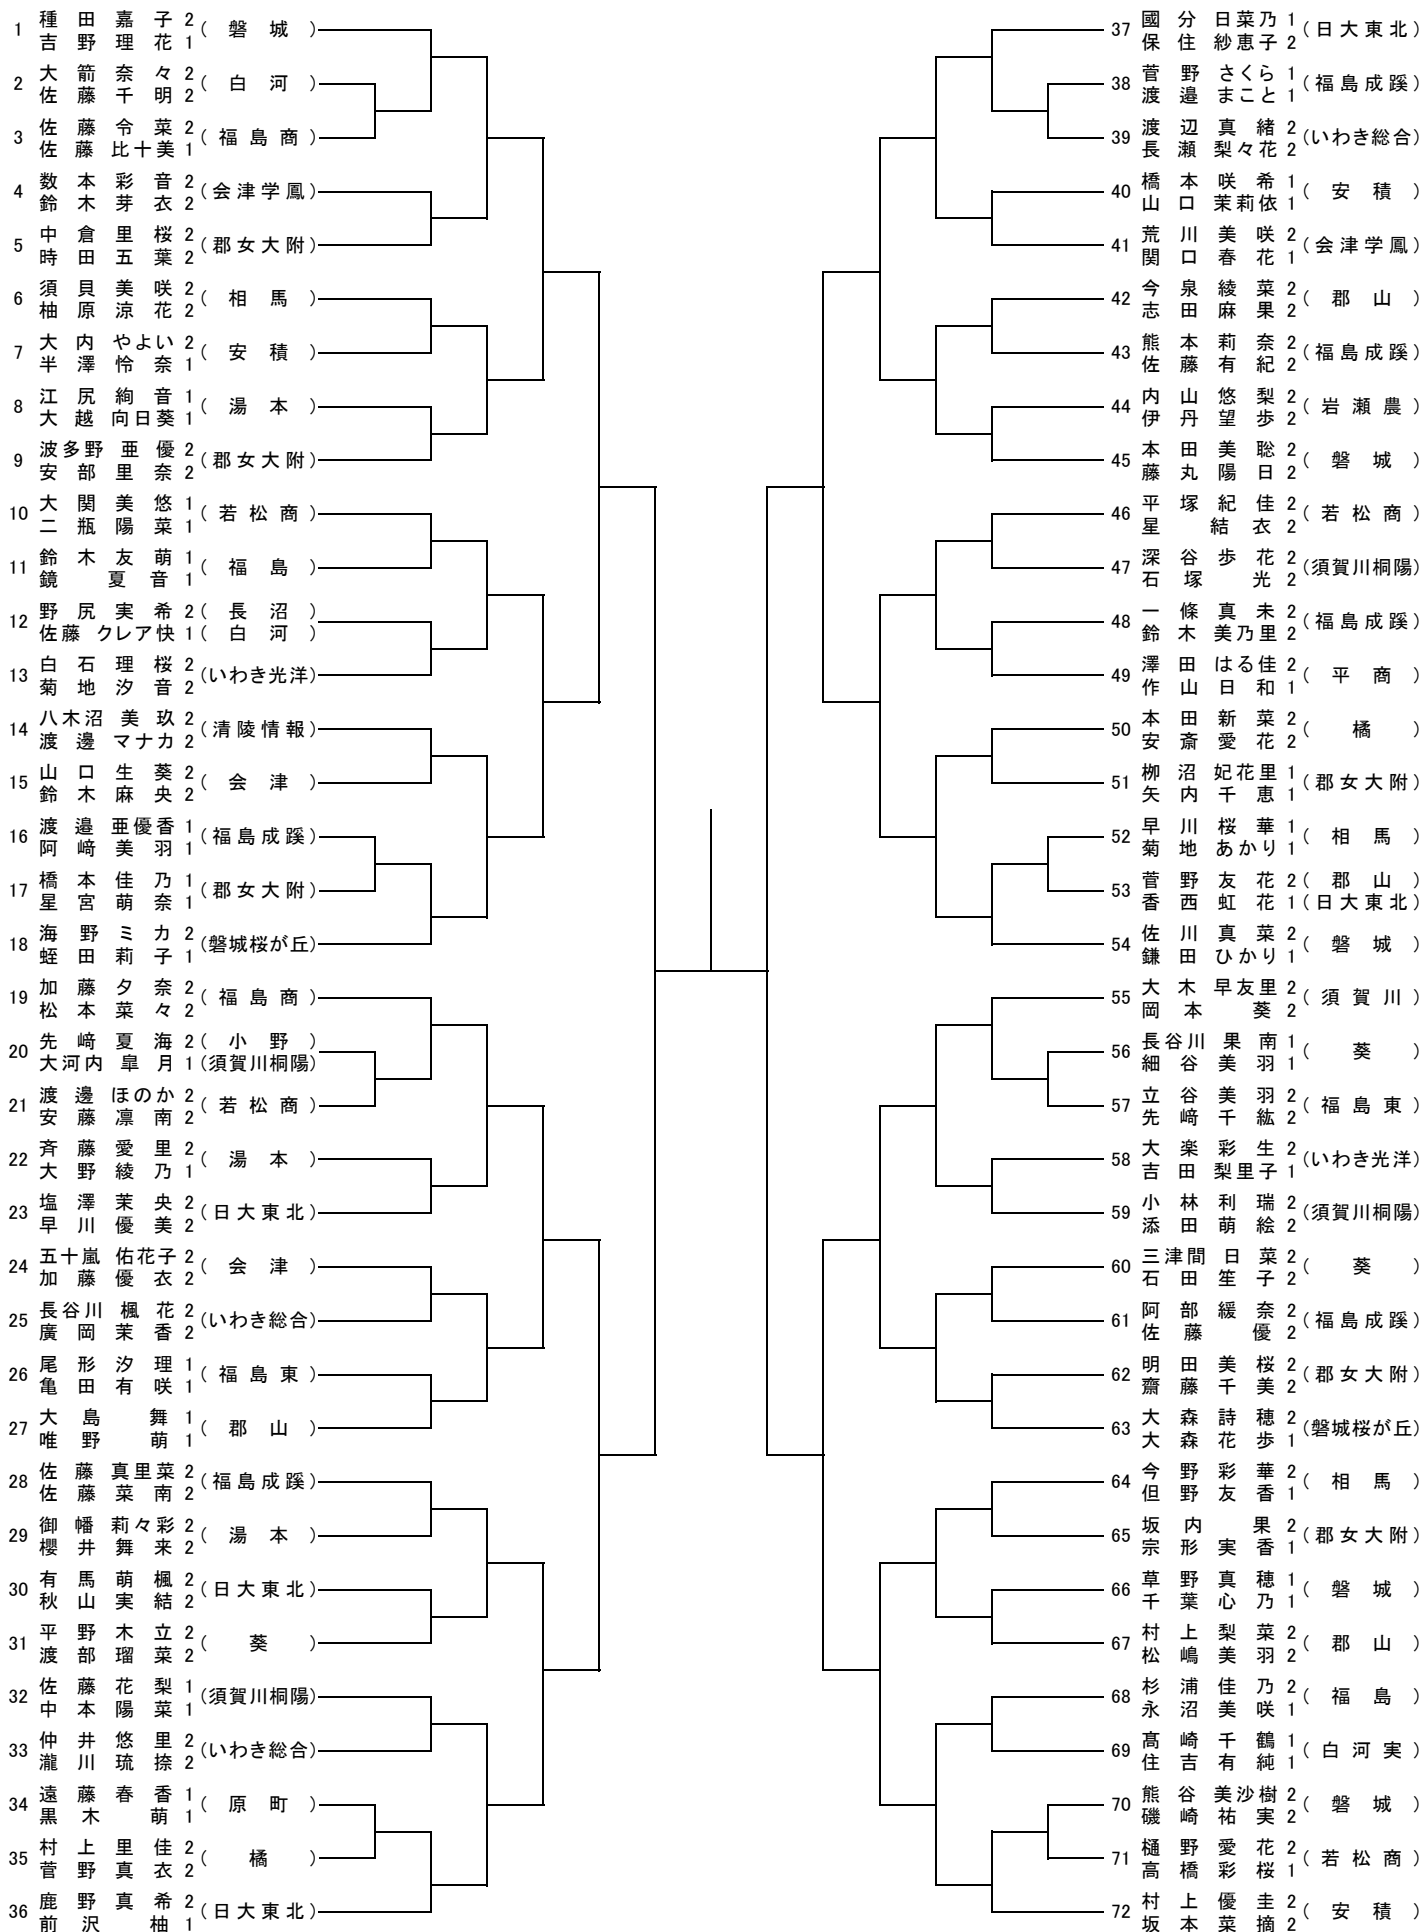 1 種田嘉子 2 (磐城)
吉野理花 1
2 大箭奈々 2 (白河)
佐藤千明 2
3 佐藤令菜 2 (福島商)
佐藤比十美 1
4 数本彩音 2 (会津学鳳)
鈴木芽衣 2
5 中倉里桜 2 (郡女大附)
時田五葉 2
6 須貝美咲 2 (相馬)
柚原涼花 2
7 大内やよい 2 (安積)
半澤怜奈 1
8 江尻絢音 1 (湯本)
大越向日葵 1
9 波多野亜優 2 (郡女大附)
安部里奈 2
10 大関美悠 1 (若松商)
二瓶陽菜 1
11 鈴木友萌 1 (福島)
鏡夏音 1
12 野尻実希 2 (長沼)
佐藤クレア快 1 (白河)
13 白石理桜 2 (いわき光洋)
菊地汐音 2
14 八木沼美玖 2 (清陵情報)
渡邊マナカ 2
15 山口生葵 2 (会津)
鈴木麻央 2
16 渡邉亜優香 1 (福島成蹊)
阿﨑美羽 1
17 橋本佳乃 1 (郡女大附)
星宮萌奈 1
18 海野ミカ 2 (磐城桜が丘)
蛭田莉子 1
19 加藤夕奈 2 (福島商)
松本菜々 2
20 先﨑夏海 2 (小野)
大河内皐月 1 (須賀川桐陽)
21 渡邊ほのか 2 (若松商)
安藤凛南 2
22 斉藤愛里 2 (湯本)
大野綾乃 1
23 塩澤茉央 2 (日大東北)
早川優美 2
24 五十嵐佑花子 2 (会津)
加藤優衣 2
25 長谷川楓花 2 (いわき総合)
廣岡茉香 2
26 尾形汐理 1 (福島東)
亀田有咲 1
27 大島舞 1 (郡山)
唯野萌 1
28 佐藤真里菜 2 (福島成蹊)
佐藤菜南 2
29 御幡莉々彩 2 (湯本)
櫻井舞来 2
30 有馬萌楓 2 (日大東北)
秋山実結 2
31 平野木立 2 (葵)
渡部瑠菜 2
32 佐藤花梨 1 (須賀川桐陽)
中本陽菜 1
33 仲井悠里 2 (いわき総合)
瀧川琉捺 2
34 遠藤春香 1 (原町)
黒木萌 1
35 村上里佳 2 (橘)
菅野真衣 2
36 鹿野真希 2 (日大東北)
前沢柚 1
37 國分日菜乃 1 (日大東北)
保住紗恵子 2
38 菅野さくら 1 (福島成蹊)
渡邉まこと 1
39 渡辺真緒 2 (いわき総合)
長瀬梨々花 2
40 橋本咲希 1 (安積)
山口茉莉依 1
41 荒川美咲 2 (会津学鳳)
関口春花 1
42 今泉綾菜 2 (郡山)
志田麻果 2
43 熊本莉奈 2 (福島成蹊)
佐藤有紀 2
44 内山悠梨 2 (岩瀬農)
伊丹望歩 2
45 本田美聡 2 (磐城)
藤丸陽日 2
46 平塚紀佳 2 (若松商)
星結衣 2
47 深谷歩花 2 (須賀川桐陽)
石塚光 2
48 一條真未 2 (福島成蹊)
鈴木美乃里 2
49 澤田はる佳 2 (平商)
作山日和 1
50 本田新菜 2 (橘)
安斎愛花 2
51 栁沼妃花里 1 (郡女大附)
矢内千恵 1
52 早川桜華 1 (相馬)
菊地あかり 1
53 菅野友花 2 (郡山)
香西虹花 1 (日大東北)
54 佐川真菜 2 (磐城)
鎌田ひかり 1
55 大木早友里 2 (須賀川)
岡本葵 2
56 長谷川果南 1 (葵)
細谷美羽 1
57 立谷美羽 2 (福島東)
先﨑千紘 2
58 大楽彩生 2 (いわき光洋)
吉田梨里子 1
59 小林利瑞 2 (須賀川桐陽)
添田萌絵 2
60 三津間日菜 2 (葵)
石田笙子 2
61 阿部緩奈 2 (福島成蹊)
佐藤優 2
62 明田美桜 2 (郡女大附)
齋藤千美 2
63 大森詩穂 2 (磐城桜が丘)
大森花歩 1
64 今野彩華 2 (相馬)
但野友香 1
65 坂内果 2 (郡女大附)
宗形実香 1
66 草野真穂 1 (磐城)
千葉心乃 1
67 村上梨菜 2 (郡山)
松嶋美羽 2
68 杉浦佳乃 2 (福島)
永沼美咲 1
69 髙崎千鶴 1 (白河実)
住吉有純 1
70 熊谷美沙樹 2 (磐城)
磯崎祐実 2
71 樋野愛花 2 (若松商)
高橋彩桜 1
72 村上優圭 2 (安積)
坂本菜摘 2